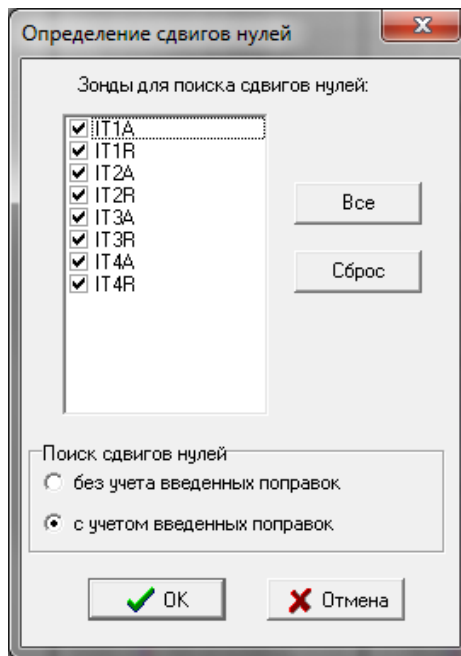 Определение сдвигов нулей
Зонды для поиска сдвигов нулей:
IT1A
IT1R
IT2A
IT2R
IT3A
IT3R
IT4A
IT4R
Все
Сброс
Поиск сдвигов нулей
без учета введенных поправок
с учетом введенных поправок
OK
Отмена